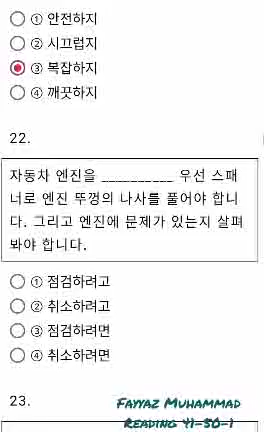 ① 안전하지
② 시끄럽지
③ 복잡하지
④ 깨끗하지
22.
자동차 엔진을 __________ 우선 스패
너로 엔진 뚜껑의 나사를 풀어야 합니
다. 그리고 엔진에 문제가 있는지 살펴
봐야 합니다.
① 점검하려고
② 취소하려고
③ 점검하려면
④ 취소하려면
23.
FAYYAZ MUHAMMAD
READING 41-50-1